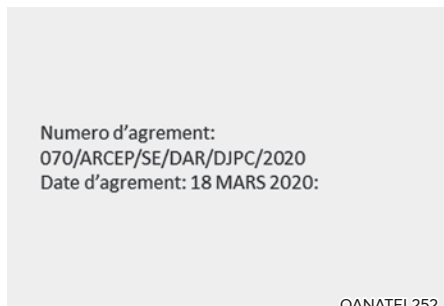 Numero d'agrement:
070/ARCEP/SE/DAR/DJPC/2020
Date d'agrement: 18 MARS 2020: